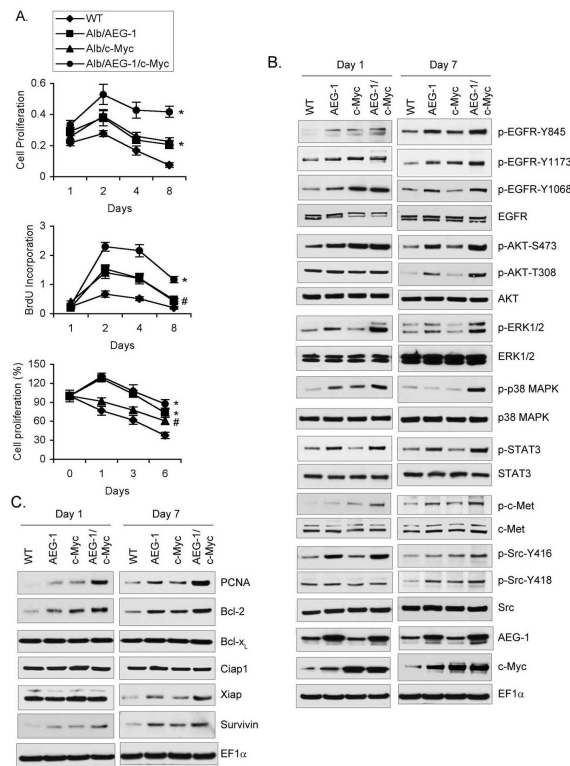 A.
WT
Alb/AEG-1
Alb/c-Myc
Alb/AEG-1/c-Myc
Cell Proliferation
0.6
0.4
0.2
0
*
*
1 2 4 8
Days
BrdU Incorporation
3
2
1
0
*
#
1 2 4 8
Days
Cell proliferation (%)
150
120
90
60
30
0
*
*
#
0 1 3 6
Days
B.
Day 1 Day 7
WT AEG-1 c-Myc AEG-1/c-Myc WT AEG-1 c-Myc AEG-1/c-Myc
p-EGFR-Y845
p-EGFR-Y1173
p-EGFR-Y1068
EGFR
p-AKT-S473
p-AKT-T308
AKT
p-ERK1/2
ERK1/2
p-p38 MAPK
p38 MAPK
p-STAT3
STAT3
p-c-Met
c-Met
p-Src-Y416
p-Src-Y418
Src
AEG-1
c-Myc
EF1α
C.
Day 1 Day 7
WT AEG-1 c-Myc AEG-1/c-Myc WT AEG-1 c-Myc AEG-1/c-Myc
PCNA
Bcl-2
Bcl-xL
Ciap1
Xiap
Survivin
EF1α